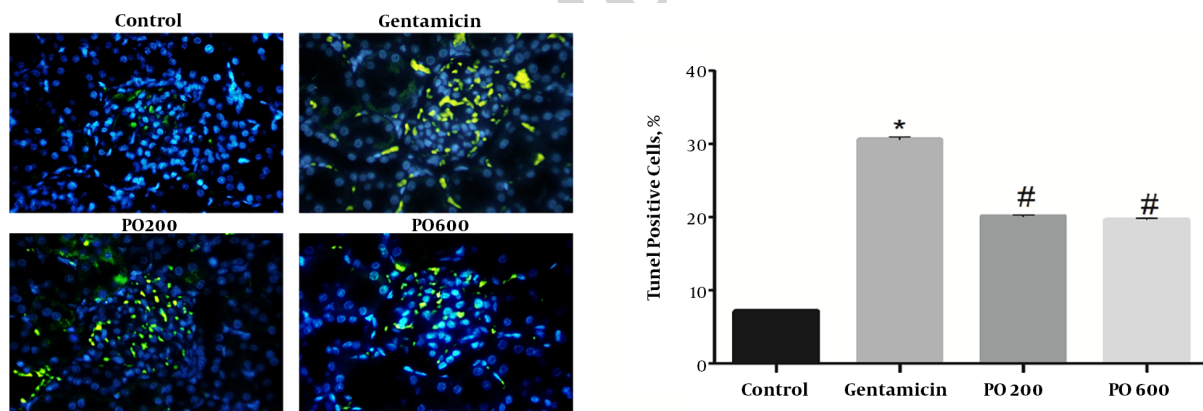 Control Gentamicin
PO200 PO600
Tunel Positive Cells, %
40
30
20
10
0
*
#
#
Control Gentamicin PO 200 PO 600